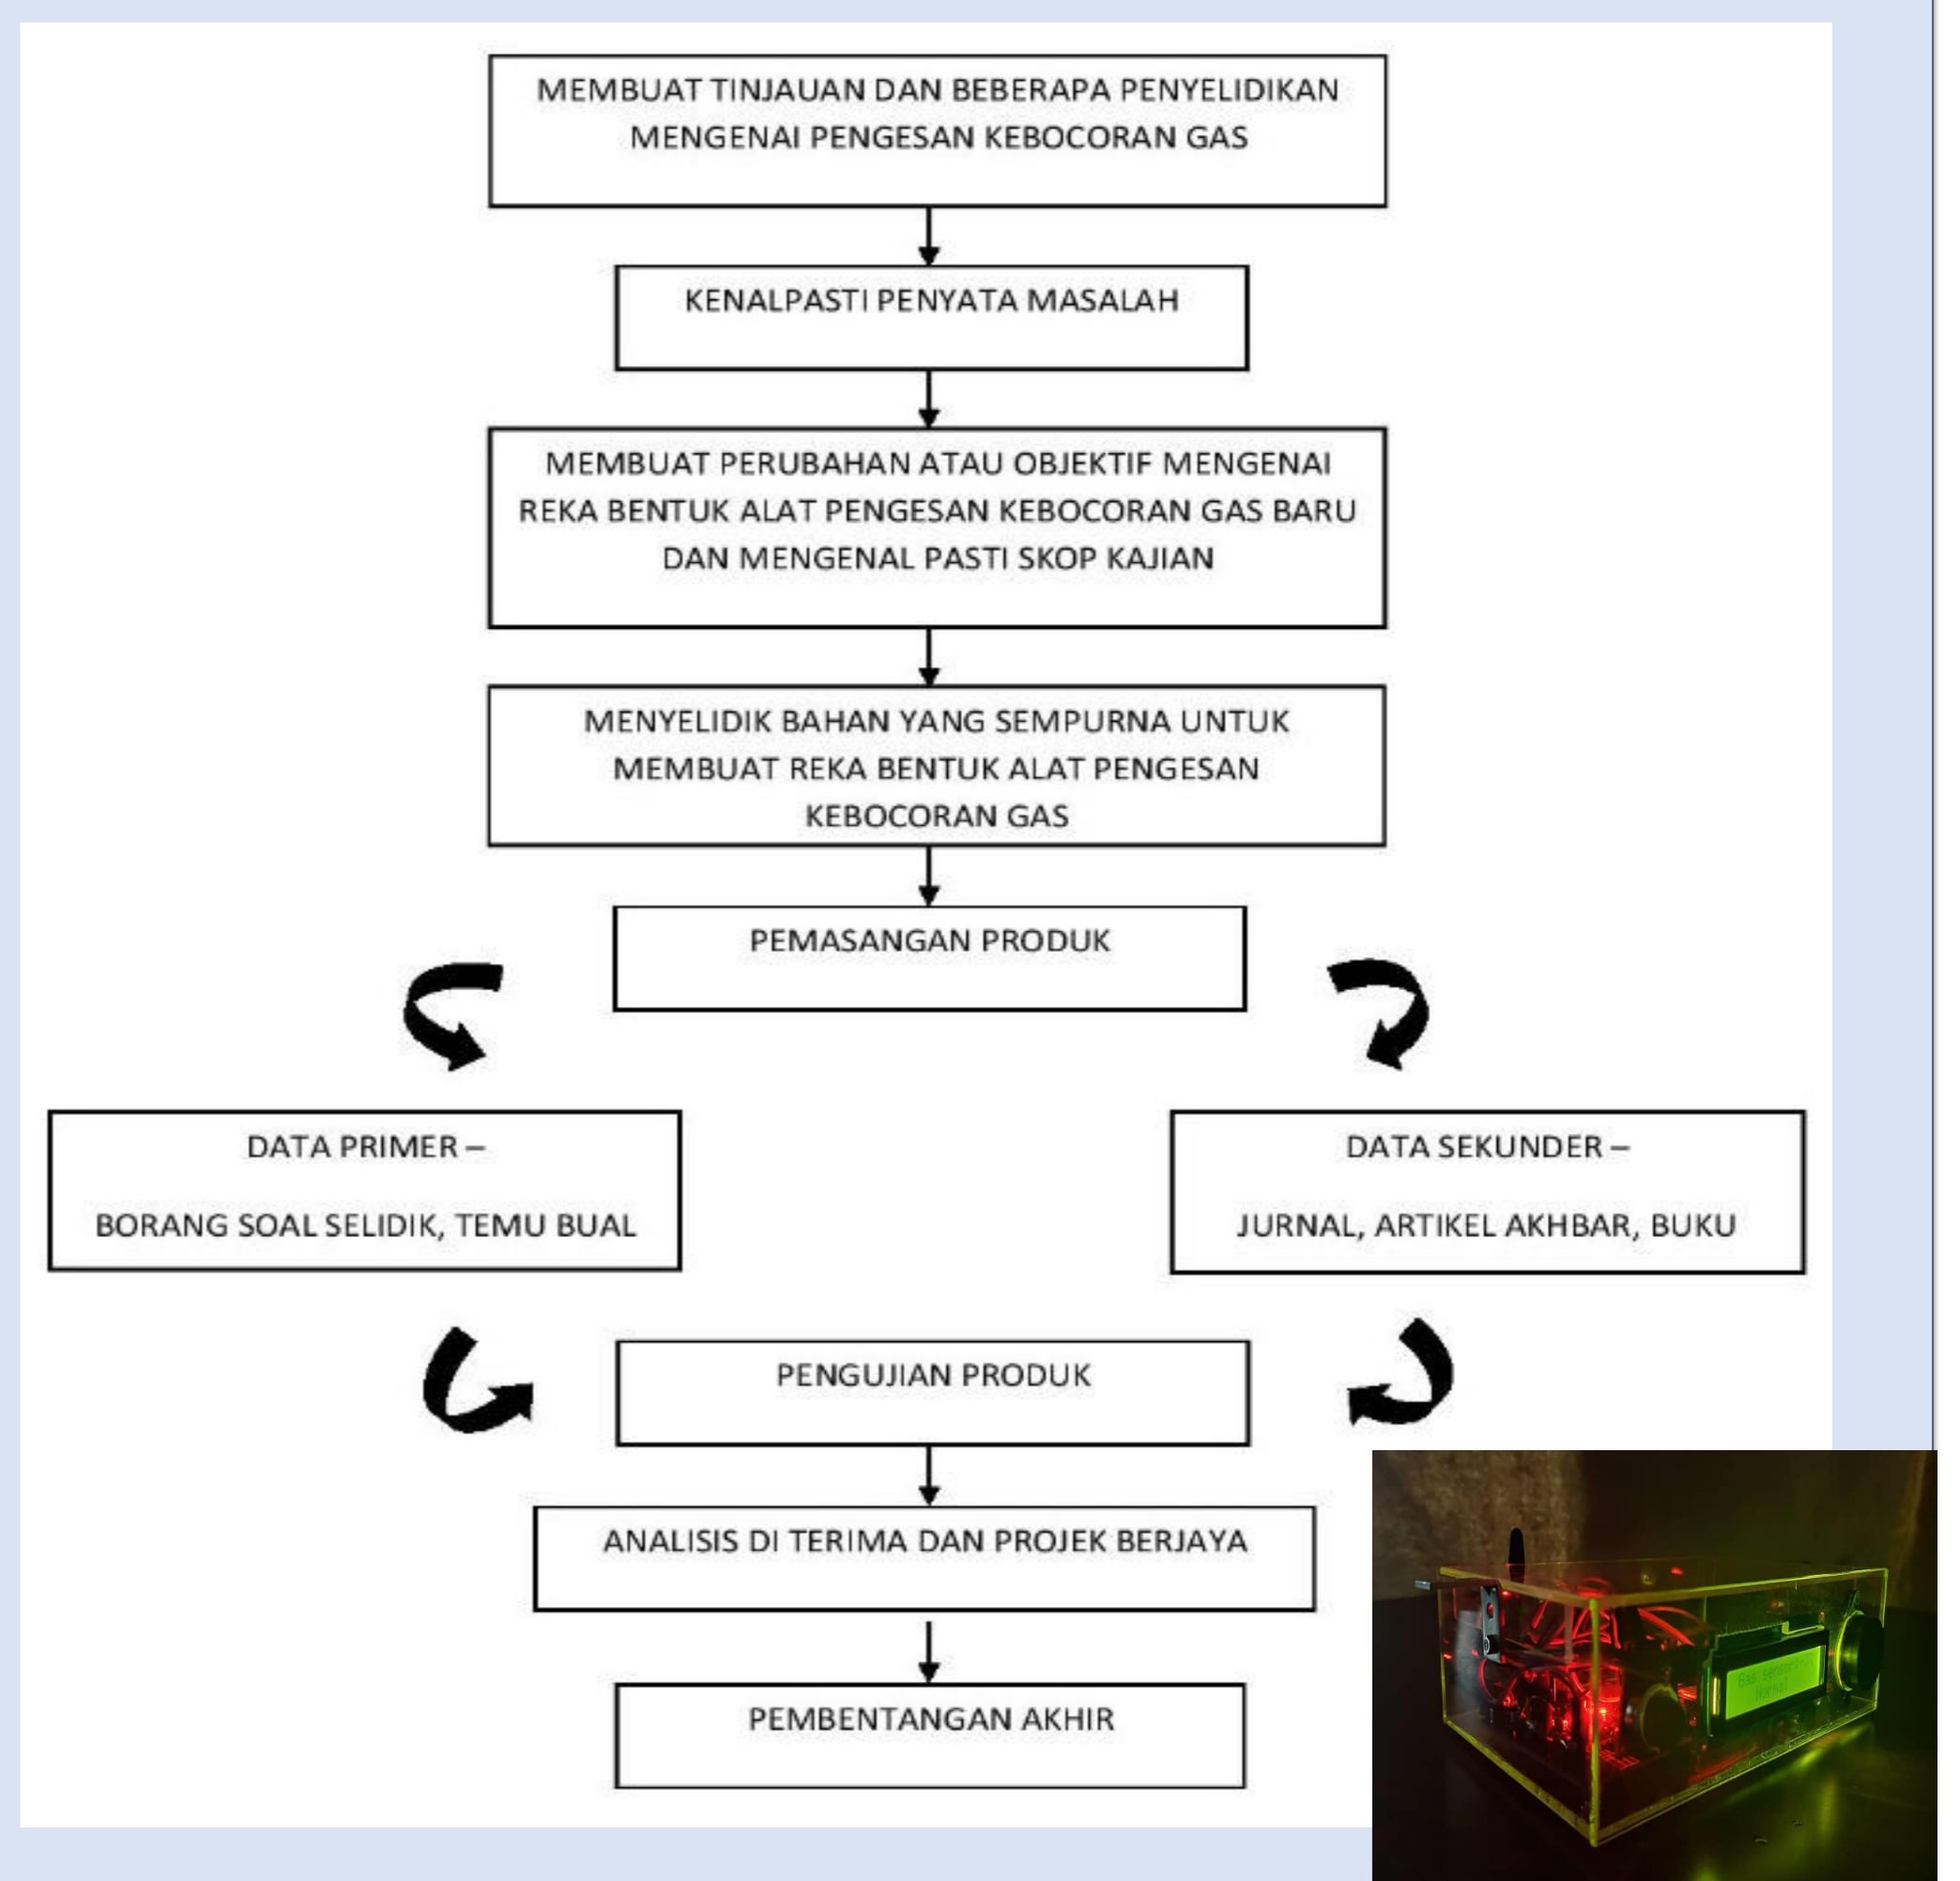 MEMBUAT TINJAUAN DAN BEBERAPA PENYELIDIKAN
MENGENAI PENGESAN KEBOCORAN GAS
KENALPASTI PENYATA MASALAH
MEMBUAT PERUBAHAN ATAU OBJEKTIF MENGENAI
REKA BENTUK ALAT PENGESAN KEBOCORAN GAS BARU
DAN MENGENAL PASTI SKOP KAJIAN
MENYELIDIK BAHAN YANG SEMPURNA UNTUK
MEMBUAT REKA BENTUK ALAT PENGESAN
KEBOCORAN GAS
PEMASANGAN PRODUK
DATA PRIMER –
BORANG SOAL SELIDIK, TEMU BUAL
DATA SEKUNDER –
JURNAL, ARTIKEL AKHBAR, BUKU
PENGUJIAN PRODUK
ANALISIS DI TERIMA DAN PROJEK BERJAYA
PEMBENTANGAN AKHIR
Gas
Normal